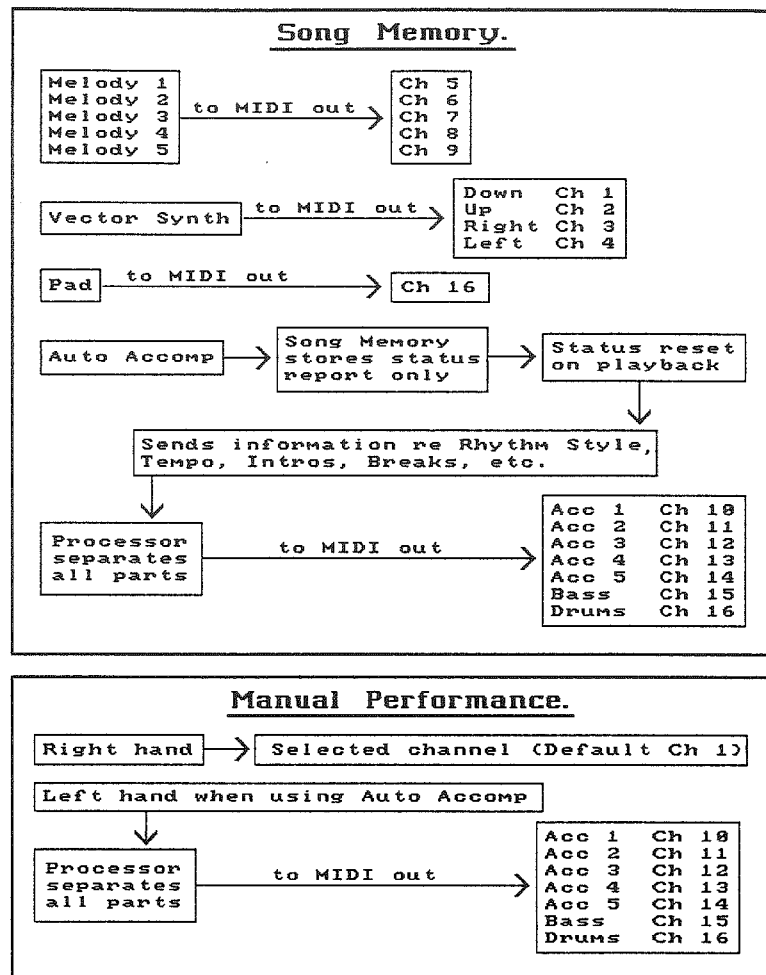 Song Memory.
Melody 1
Melody 2
Melody 3
Melody 4
Melody 5
to MIDI out
Ch 5
Ch 6
Ch 7
Ch 8
Ch 9
Vector Synth
to MIDI out
Down Ch 1
Up Ch 2
Right Ch 3
Left Ch 4
Pad
to MIDI out
Ch 16
Auto Accomp
Song Memory
stores status
report only
Status reset
on playback
Sends information re Rhythm Style,
Tempo, Intros, Breaks, etc.
Processor
separates
all parts
to MIDI out
Acc 1 Ch 10
Acc 2 Ch 11
Acc 3 Ch 12
Acc 4 Ch 13
Acc 5 Ch 14
Bass Ch 15
Drums Ch 16
Manual Performance.
Right hand
Selected channel (Default Ch 1)
Left hand when using Auto Accomp
Processor
separates
all parts
to MIDI out
Acc 1 Ch 10
Acc 2 Ch 11
Acc 3 Ch 12
Acc 4 Ch 13
Acc 5 Ch 14
Bass Ch 15
Drums Ch 16